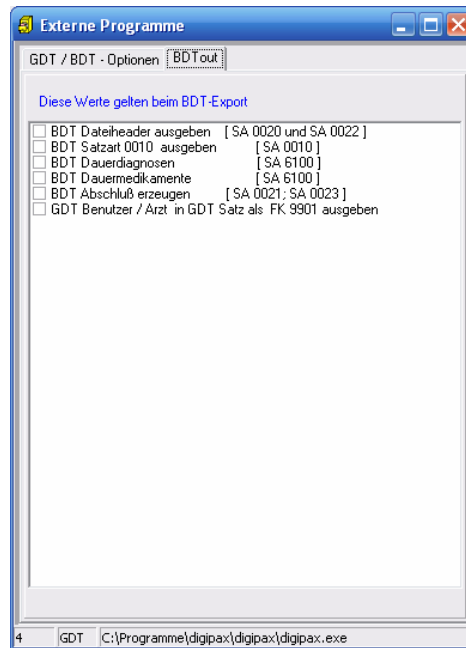 Externe Programme
GDT / BDT - Optionen BDTout
Diese Werte gelten beim BDT-Export
BDT Dateiheader ausgeben [ SA 0020 und SA 0022 ]
BDT Satzart 0010 ausgeben [ SA 0010 ]
BDT Dauerdiagnosen [ SA 6100 ]
BDT Dauermedikamente [ SA 6100 ]
BDT Abschluß erzeugen [ SA 0021; SA 0023 ]
GDT Benutzer / Arzt in GDT Satz als FK 9901 ausgeben
4 GDT C:\Programme\digipax\digipax\digipax.exe